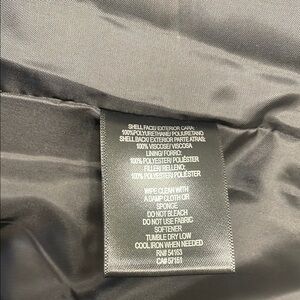 SHELL FACE/ EXTERIOR CARA:
100%POLYURETHANE/ POLIURETANO
SHELL BACK/ EXTERIOR PARTE ATRAS:
100% VISCOSE/ VISCOSA
LINING/ FORRO:
100% POLYESTER/ POLIÉSTER
FILLER/ RELLENO:
100% POLYESTER/ POLIÉSTER
WIPE CLEAN WITH
A DAMP CLOTH OR
SPONGE
DO NOT BLEACH
DO NOT USE FABRIC
SOFTENER
TUMBLE DRY LOW
COOL IRON WHEN NEEDED
RN# 54163
CA# 57151